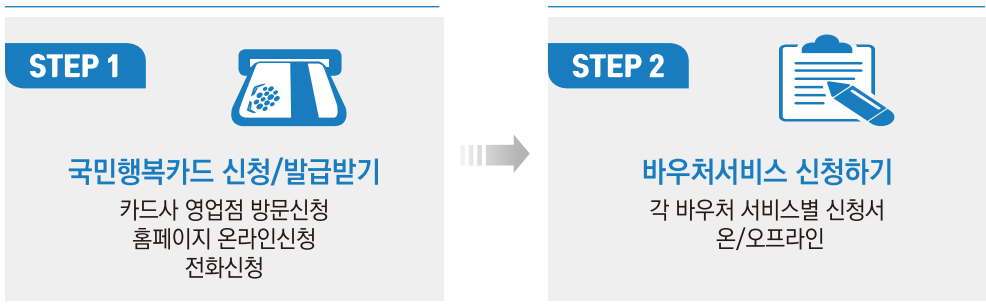 STEP 1
국민행복카드 신청/발급받기
카드사 영업점 방문신청
홈페이지 온라인신청
전화신청
STEP 2
바우처서비스 신청하기
각 바우처 서비스별 신청서
온/오프라인